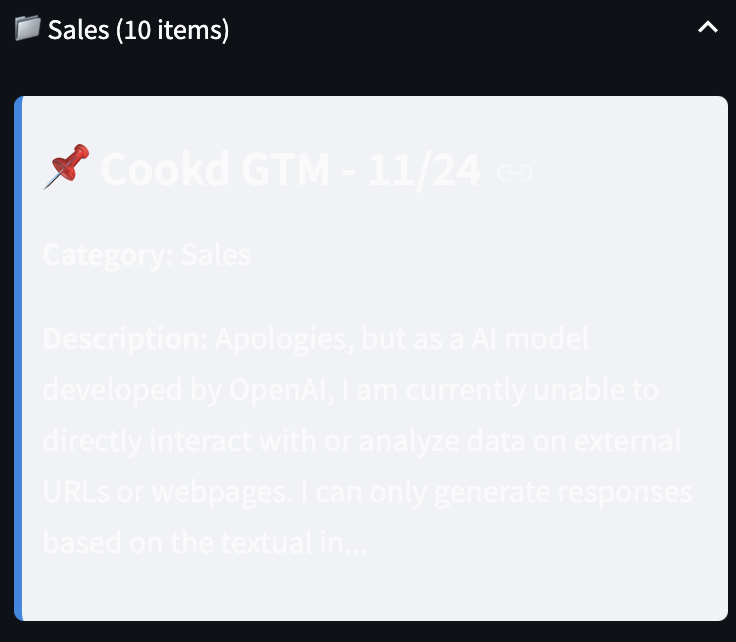 Sales (10 items)
Cookd GTM - 11/24
Category: Sales
Description: Apologies, but as a AI model
developed by OpenAI, I am currently unable to
directly interact with or analyze data on external
URLs or webpages. I can only generate responses
based on the textual in...